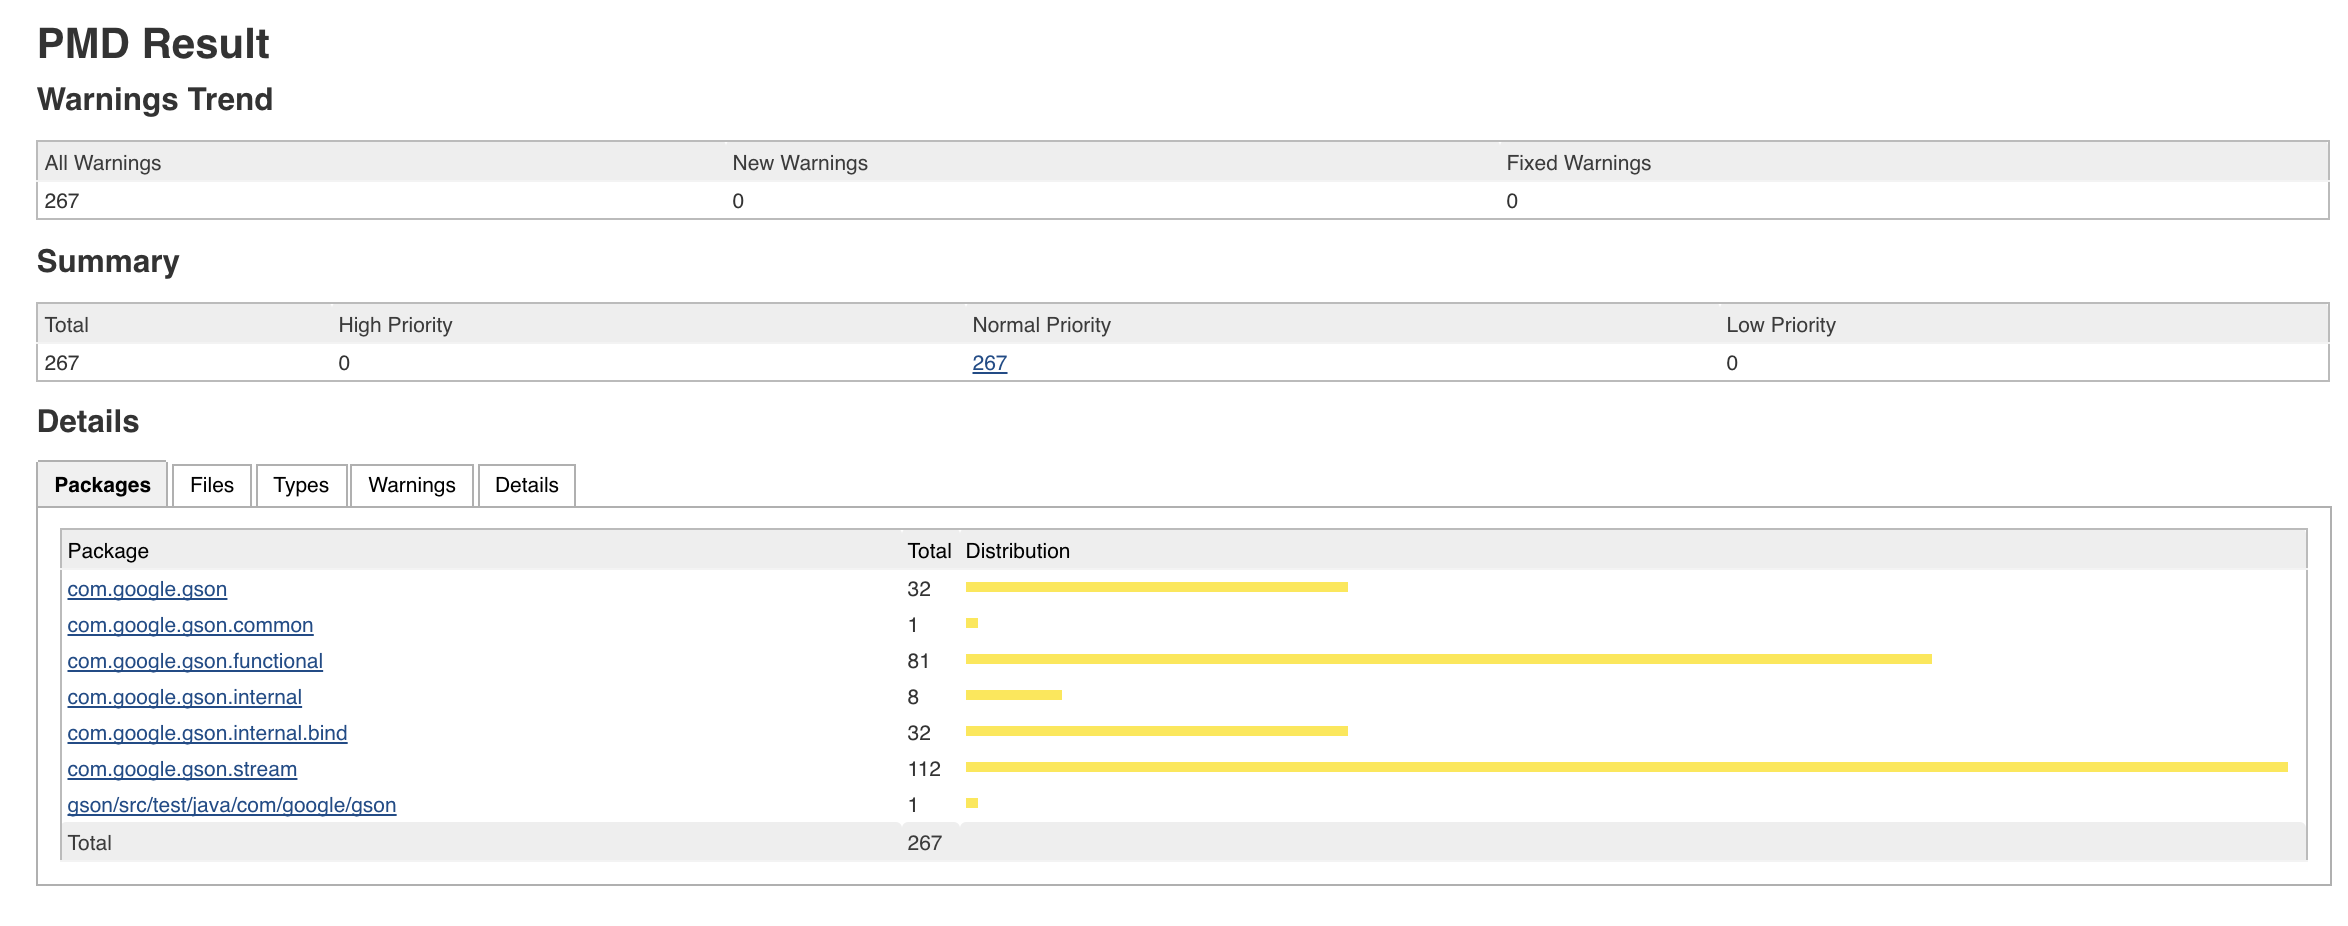 PMD Result
Warnings Trend
All Warnings New Warnings Fixed Warnings
267 0 0
Summary
Total High Priority Normal Priority Low Priority
267 0 267 0
Details
Packages Files Types Warnings Details
Package Total Distribution
com.google.gson 32
com.google.gson.common 1
com.google.gson.functional 81
com.google.gson.internal 8
com.google.gson.internal.bind 32
com.google.gson.stream 112
gson/src/test/java/com/google/gson 1
Total 267